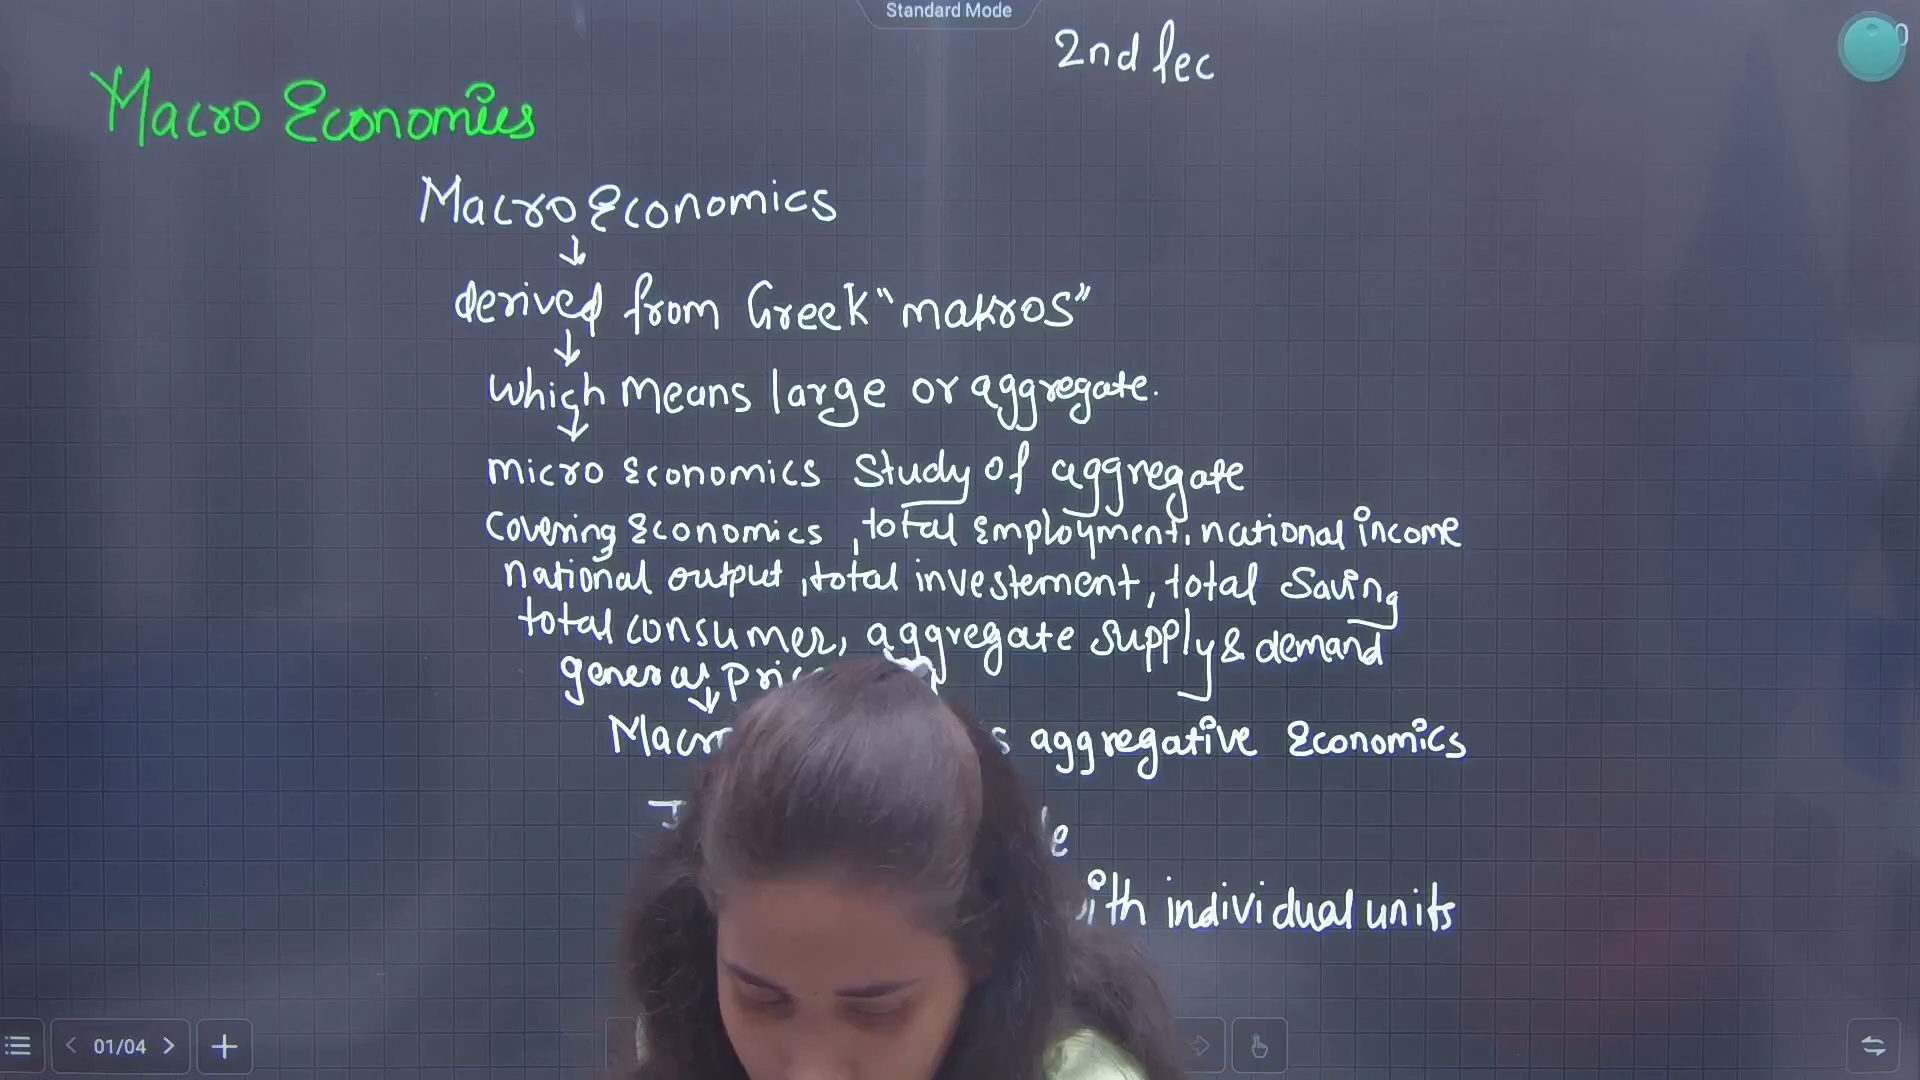 Standard Mode
2nd lec
Macro Economics
Macro Economics
derived from Greek "makros"
which means large or aggregate.
micro Economics Study of aggregate
covering Economics, total Employment, national income
national output, total investement, total Saving
total consumer, aggregate supply & demand
general
aggregative Economics
individual units
01/04